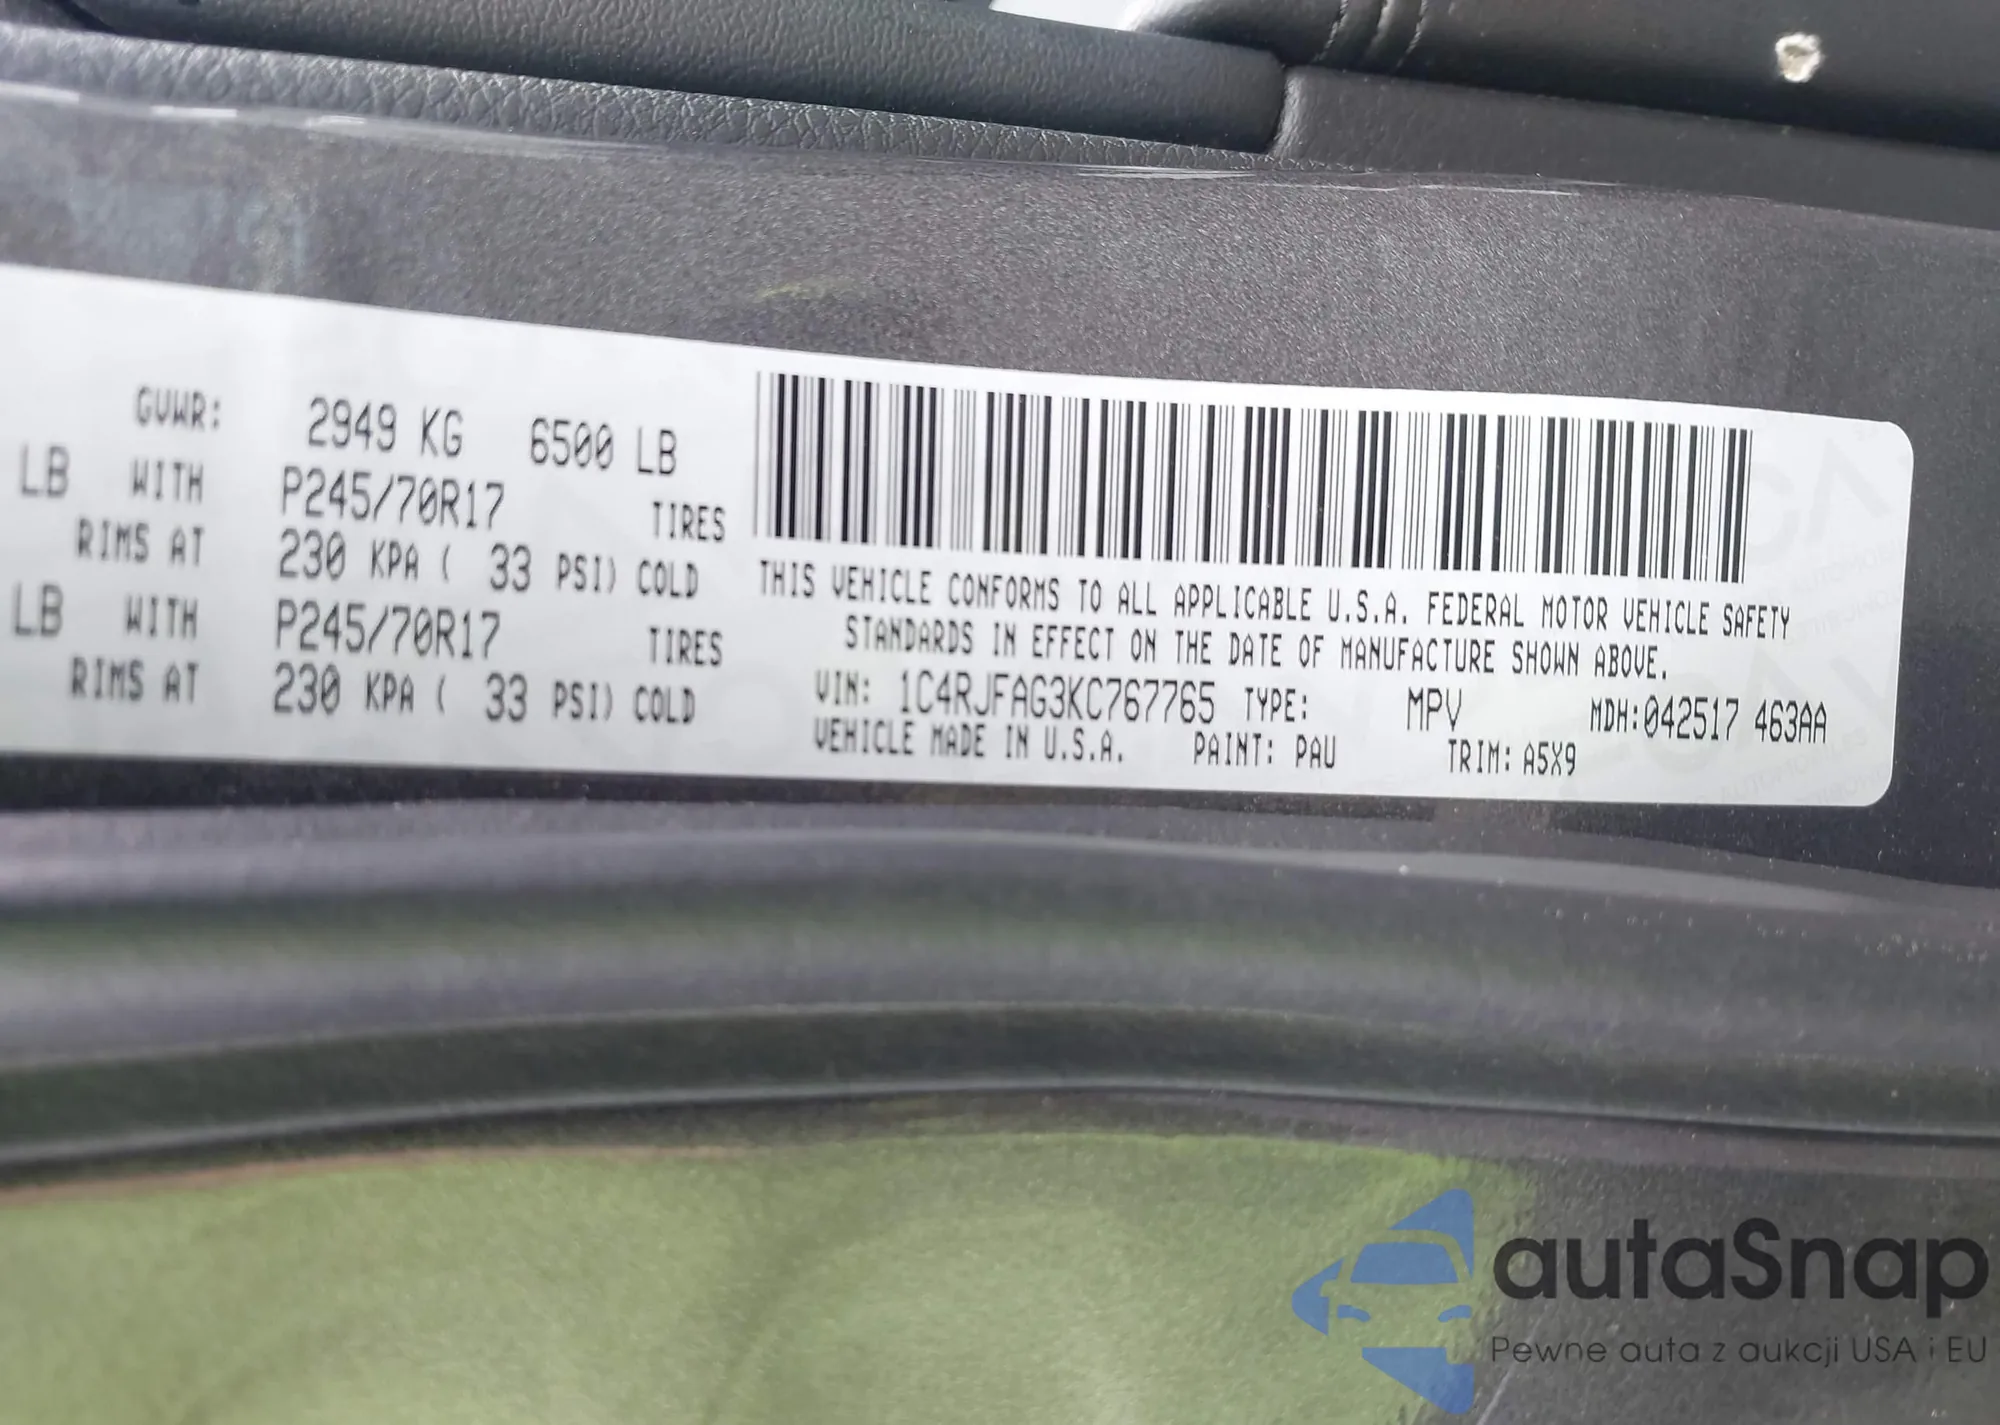 GVWR: 2949 KG 6500 LB
LB WITH P245/70R17 TIRES
RIMS AT 230 KPA ( 33 PSI) COLD
LB WITH P245/70R17 TIRES
RIMS AT 230 KPA ( 33 PSI) COLD
THIS VEHICLE CONFORMS TO ALL APPLICABLE U.S.A. FEDERAL MOTOR VEHICLE SAFETY
STANDARDS IN EFFECT ON THE DATE OF MANUFACTURE SHOWN ABOVE.
VIN: 1C4RJFAG3KC767765 TYPE: MPV MDH:042517 463AA
VEHICLE MADE IN U.S.A. PAINT: PAU TRIM: A5X9
autaSnap
Pewne auta z aukcji USA i EU